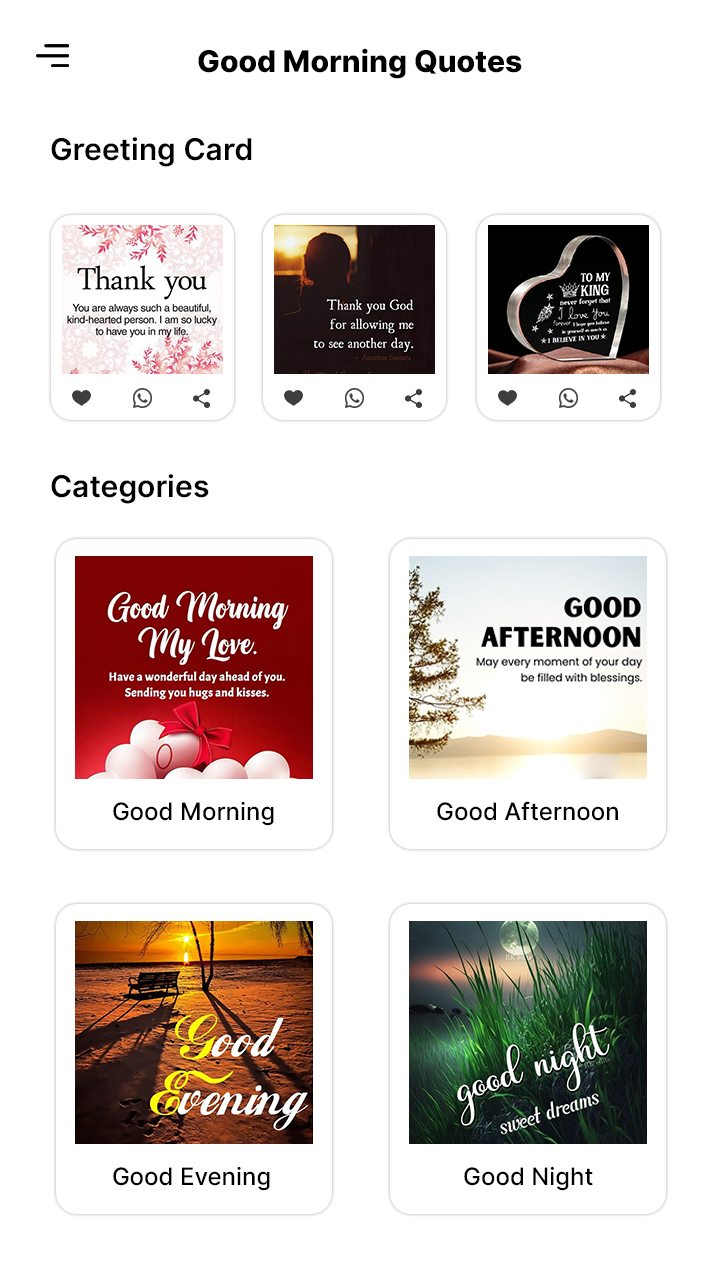 Good Morning Quotes
Greeting Card
Thank you
You are always such a beautiful,
kind-hearted person. I am so lucky
to have you in my life.
Thank you God
for allowing me
to see another day.
TO MY
KING
never forget that
I love You
Forever I hope you believe
in yourself as much as
I BELIEVE IN YOU
Categories
Good Morning
My Love.
Have a wonderful day ahead of you.
Sending you hugs and kisses.
Good Morning
GOOD
AFTERNOON
May every moment of your day
be filled with blessings.
Good Afternoon
Good
Evening
Good Evening
good night
sweet dreams
Good Night